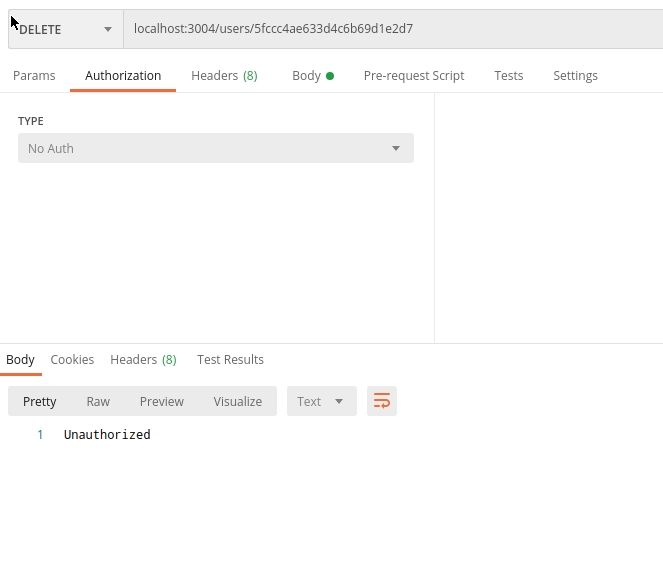 DELETE localhost:3004/users/5fccc4ae633d4c6b69d1e2d7
Params Authorization Headers (8) Body Pre-request Script Tests Settings
TYPE
No Auth
Body Cookies Headers (8) Test Results
Pretty Raw Preview Visualize Text
1 Unauthorized